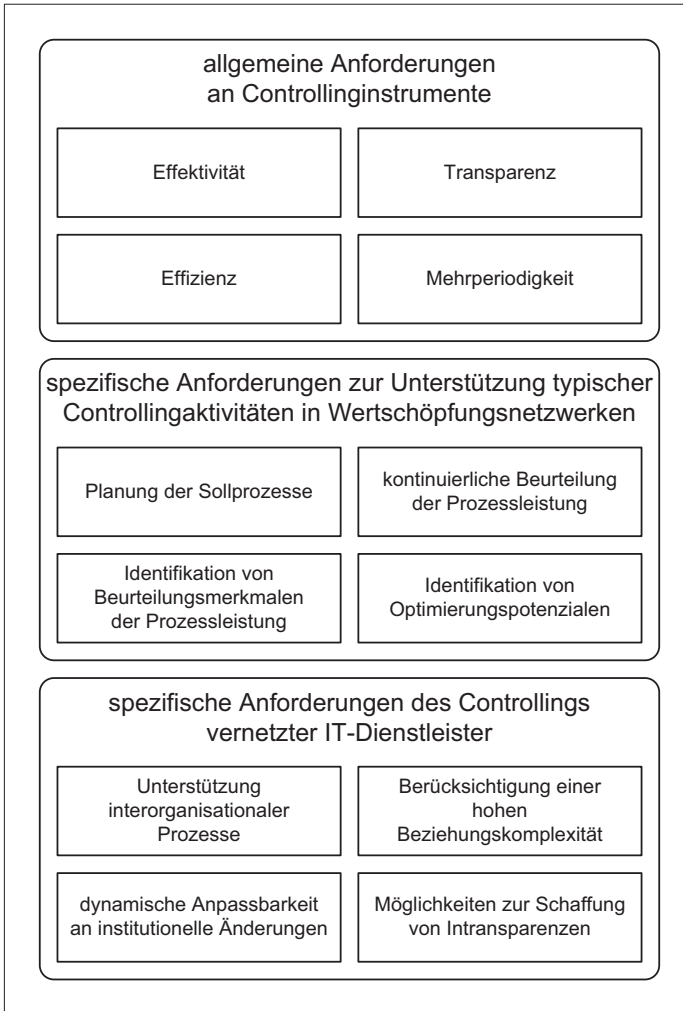 allgemeine Anforderungen
an Controllinginstrumente
Effektivität
Transparenz
Effizienz
Mehrperiodigkeit
spezifische Anforderungen zur Unterstützung typischer
Controllingaktivitäten in Wertschöpfungsnetzwerken
Planung der Sollprozesse
kontinuierliche Beurteilung
der Prozessleistung
Identifikation von
Beurteilungsmerkmalen
der Prozessleistung
Identifikation von
Optimierungspotenzialen
spezifische Anforderungen des Controllings
vernetzter IT-Dienstleister
Unterstützung
interorganisationaler
Prozesse
Berücksichtigung einer
hohen
Beziehungskomplexität
dynamische Anpassbarkeit
an institutionelle Änderungen
Möglichkeiten zur Schaffung
von Intransparenzen